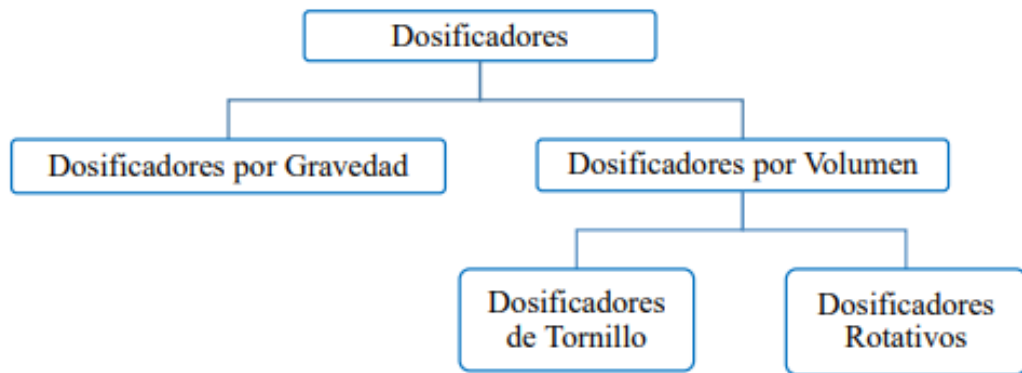 Dosificadores
Dosificadores por Gravedad
Dosificadores por Volumen
Dosificadores
de Tornillo
Dosificadores
Rotativos